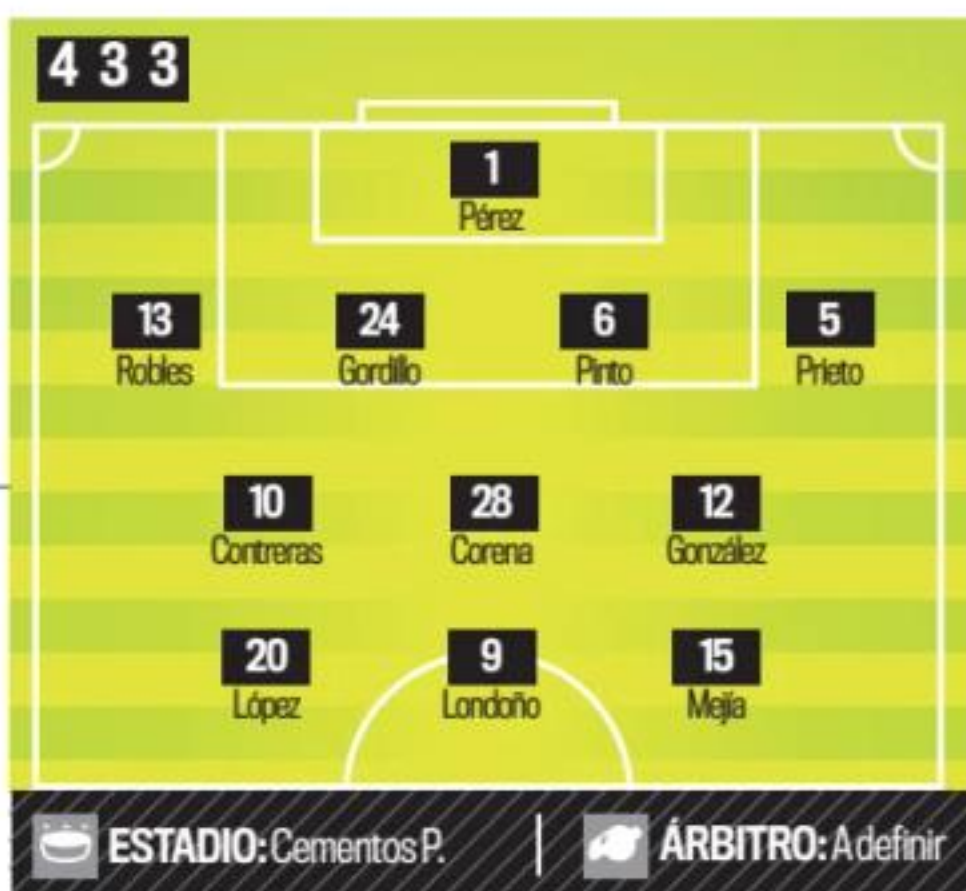 4 3 3
1
Pérez
13 24 6 5
Robles Gordillo Pinto Prieto
10 28 12
Contreras Corena González
20 9 15
López Londoño Mejía
ESTADIO: Cementos P. ÁRBITRO: A definir